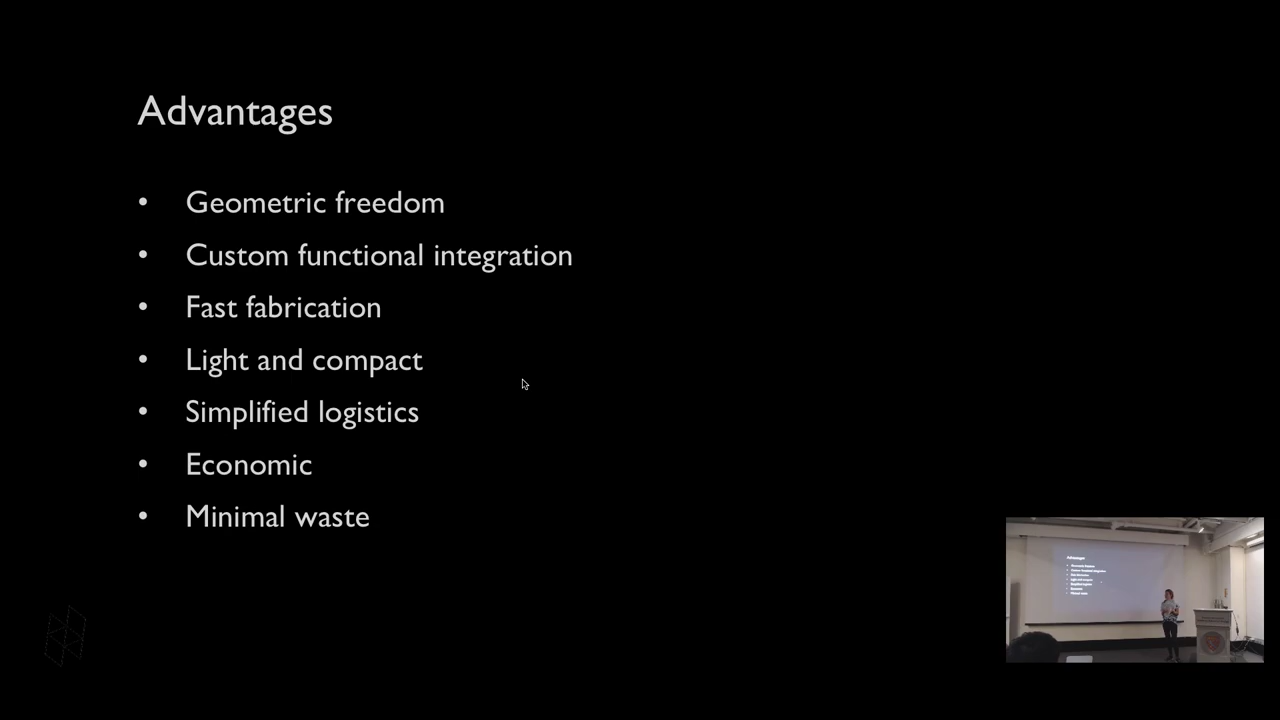 Advantages
• Geometric freedom
• Custom functional integration
• Fast fabrication
• Light and compact
• Simplified logistics
• Economic
• Minimal waste